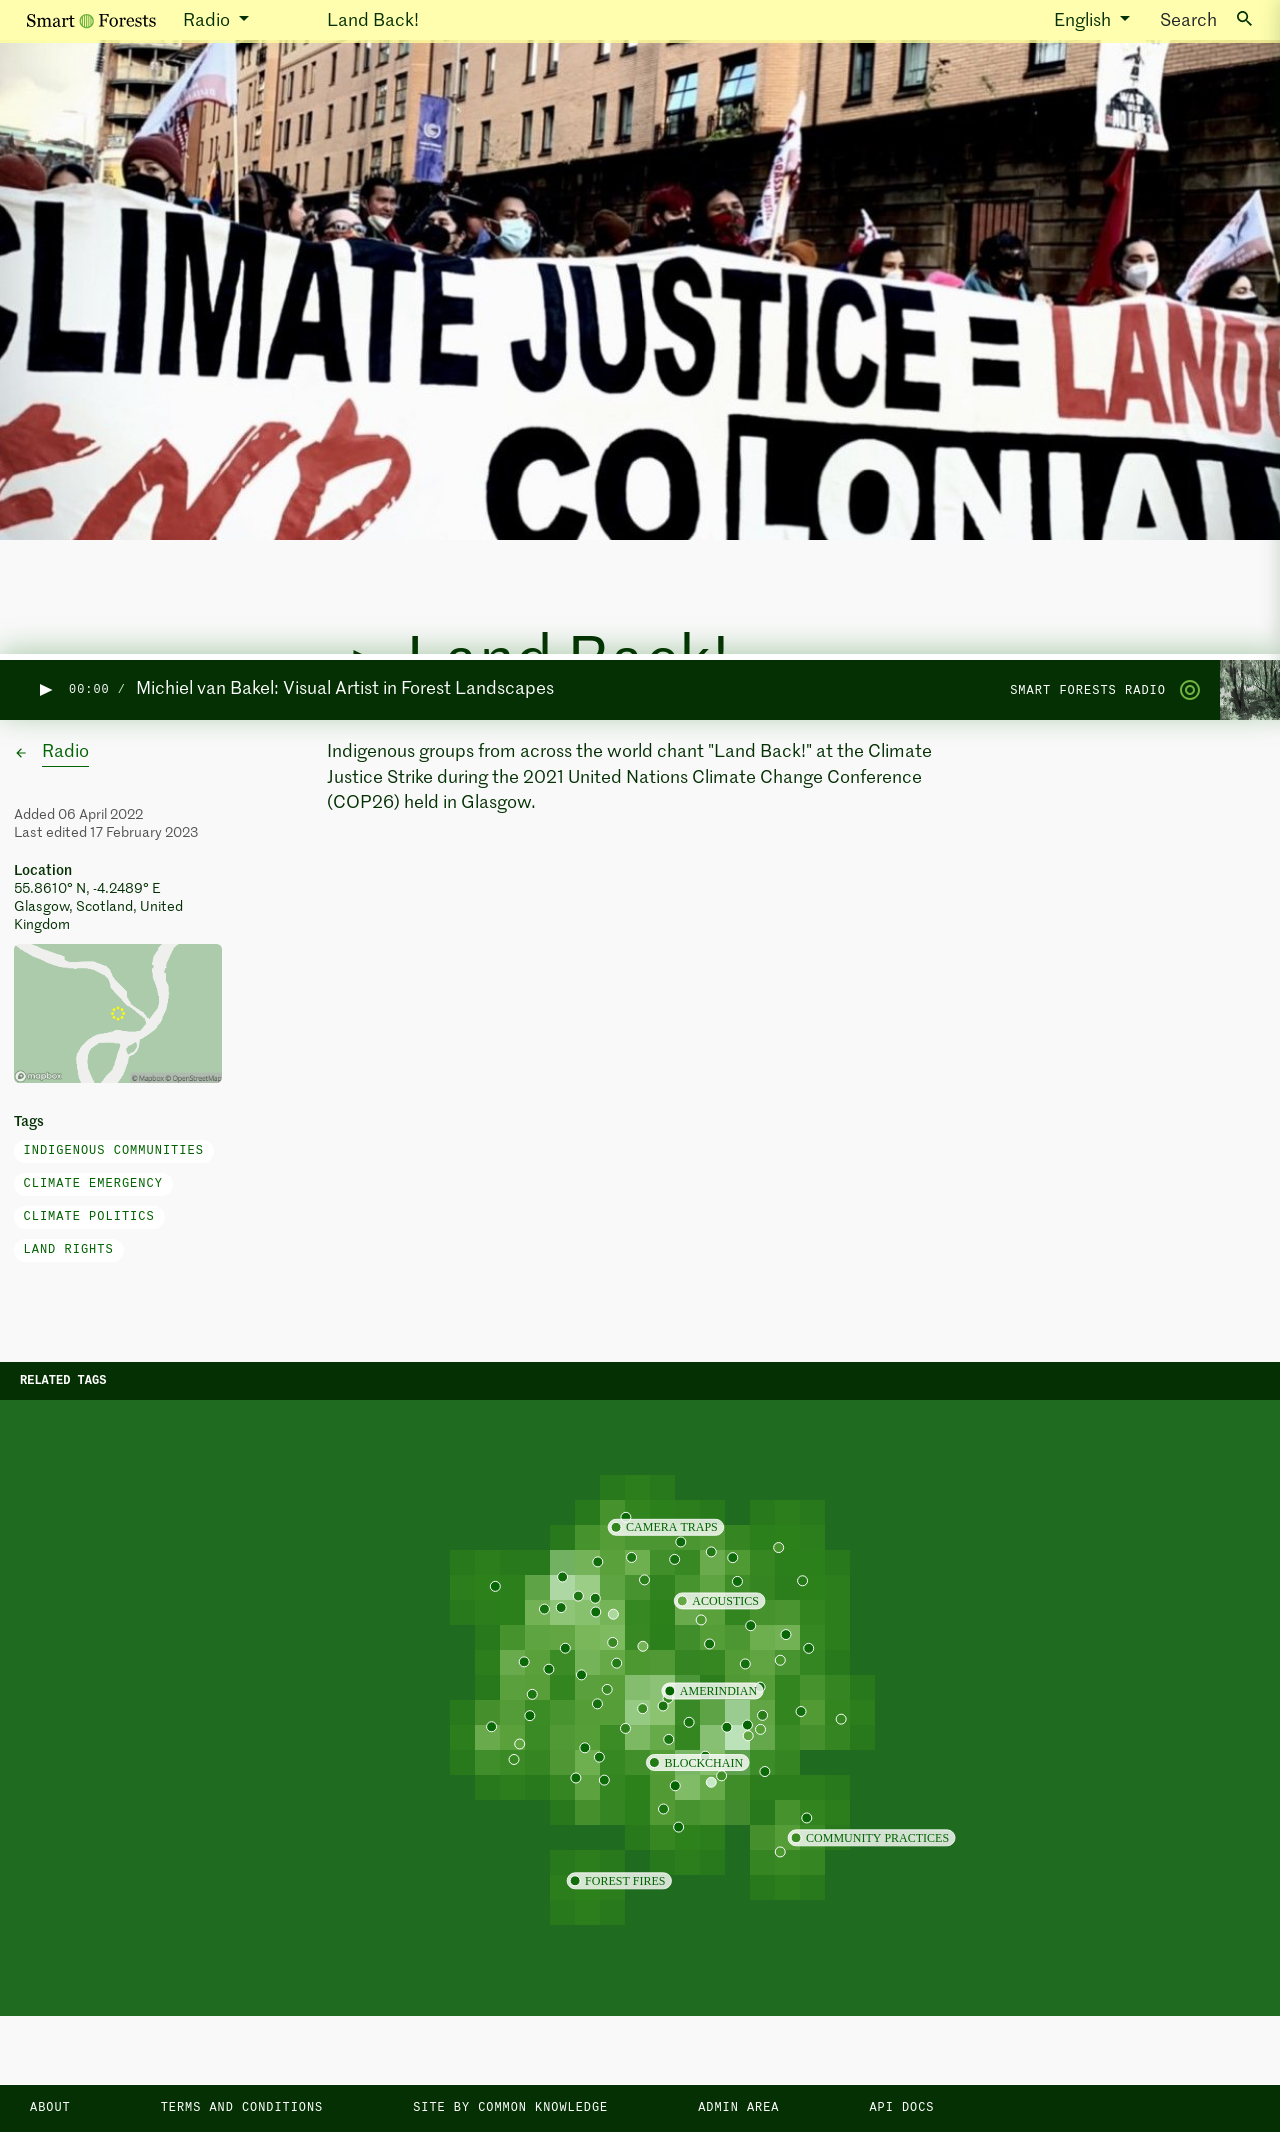 Smart Forests Radio Land Back! English Search
NO LIFE
CLIMATE JUSTICE = LAND
END COLONIAL
Land Back!
00:00 / Michiel van Bakel: Visual Artist in Forest Landscapes SMART FORESTS RADIO
Radio
Added 06 April 2022
Last edited 17 February 2023
Location
55.8610° N, -4.2489° E
Glasgow, Scotland, United
Kingdom
mapbox
© Mapbox © OpenStreetMap
Tags
INDIGENOUS COMMUNITIES
CLIMATE EMERGENCY
CLIMATE POLITICS
LAND RIGHTS
Indigenous groups from across the world chant "Land Back!" at the Climate
Justice Strike during the 2021 United Nations Climate Change Conference
(COP26) held in Glasgow.
RELATED TAGS
CAMERA TRAPS
ACOUSTICS
AMERINDIAN
BLOCKCHAIN
COMMUNITY PRACTICES
FOREST FIRES
ABOUT TERMS AND CONDITIONS SITE BY COMMON KNOWLEDGE ADMIN AREA API DOCS